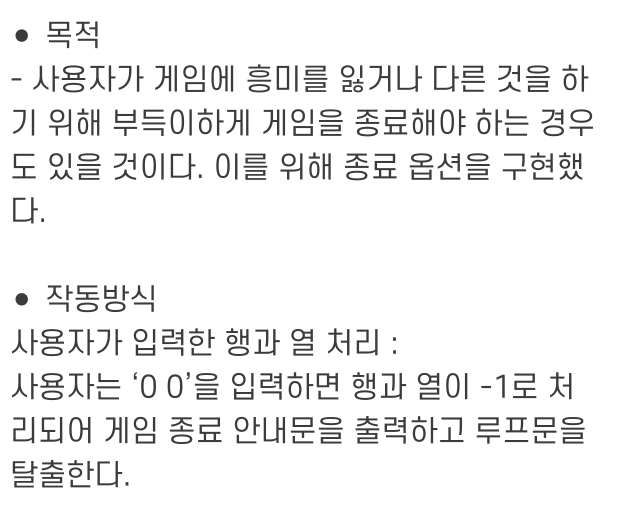 ● 목적
- 사용자가 게임에 흥미를 잃거나 다른 것을 하
기 위해 부득이하게 게임을 종료해야 하는 경우
도 있을 것이다. 이를 위해 종료 옵션을 구현했
다.
● 작동방식
사용자가 입력한 행과 열 처리 :
사용자는 ‘0 0’을 입력하면 행과 열이 -1로 처
리되어 게임 종료 안내문을 출력하고 루프문을
탈출한다.